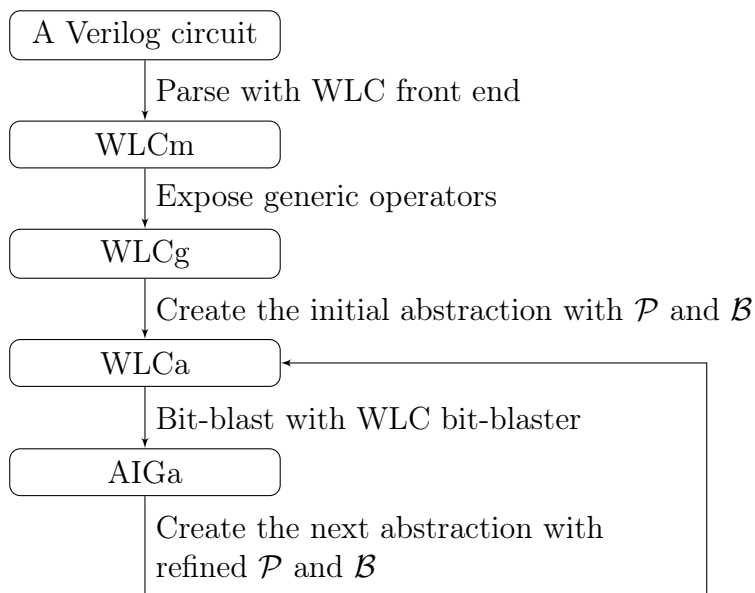 A Verilog circuit
Parse with WLC front end
WLCm
Expose generic operators
WLCg
Create the initial abstraction with 𝒫 and ℬ
WLCa
Bit-blast with WLC bit-blaster
AIGa
Create the next abstraction with
refined 𝒫 and ℬ